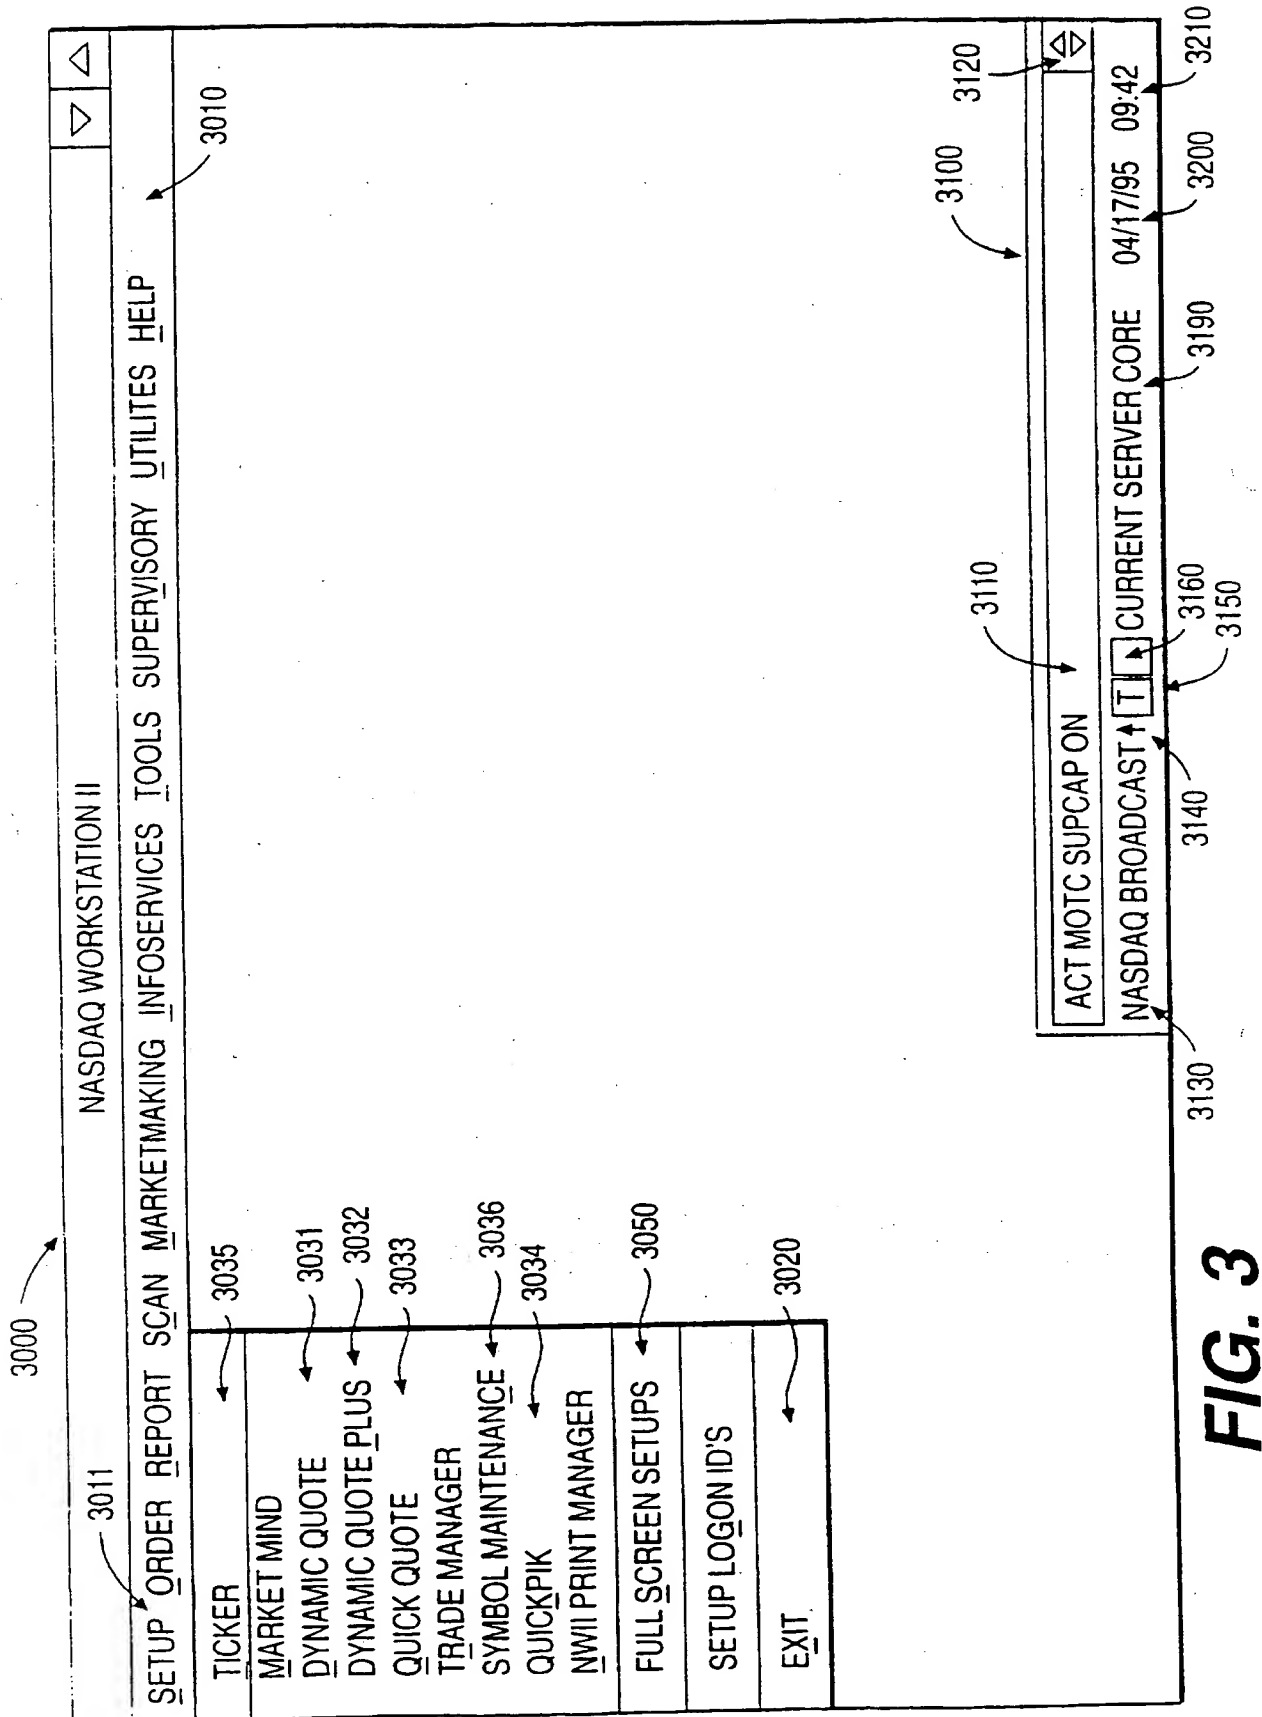 3000
NASDAQ WORKSTATION II
3011
SETUP ORDER REPORT SCAN MARKETMAKING INFOSERVICES TOOLS SUPERVISORY UTILITES HELP
3010
TICKER
3035
MARKET MIND
DYNAMIC QUOTE
3031
DYNAMIC QUOTE PLUS
3032
QUICK QUOTE
3033
TRADE MANAGER
SYMBOL MAINTENANCE
3036
QUICKPIK
3034
NWII PRINT MANAGER
FULL SCREEN SETUPS
3050
SETUP LOGON ID'S
EXIT
3020
3100
3110
3120
ACT MOTC SUPCAP ON
NASDAQ BROADCAST T CURRENT SERVER CORE 04/17/95 09:42
3130
3140
3150
3160
3190
3200
3210
FIG. 3